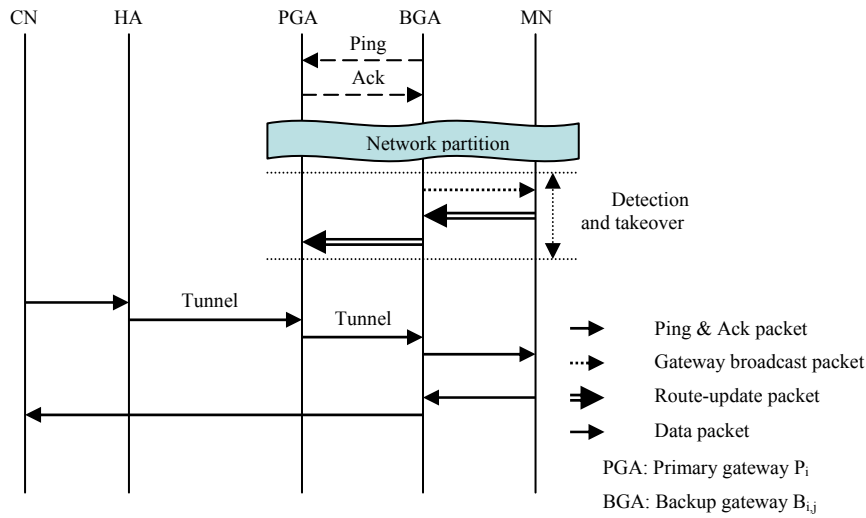 CN HA PGA BGA MN
Ping
Ack
Network partition
Detection
and takeover
Tunnel
Tunnel
Ping & Ack packet
Gateway broadcast packet
Route-update packet
Data packet
PGA: Primary gateway Pi
BGA: Backup gateway Bi,j